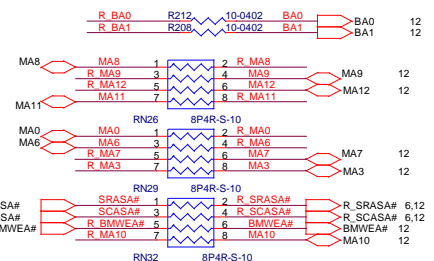 R_BA0 R212 10-0402 BA0 BA0 12
R_BA1 R208 10-0402 BA1 BA1 12
MA8 MA8 1 2 R_MA8
R_MA9 3 4 MA9 MA9 12
R_MA12 5 6 MA12 MA12 12
MA11 MA11 7 8 R_MA11
RN26 8P4R-S-10
MA0 MA0 1 2 R_MA0
MA6 MA6 3 4 R_MA6
R_MA7 5 6 MA7 MA7 12
R_MA3 7 8 MA3 MA3 12
RN29 8P4R-S-10
SA# SRASA# 1 2 R_SRASA# R_SRASA# 6,12
SA# SCASA# 3 4 R_SCASA# R_SCASA# 6,12
MWEA# R_BMWEA# 5 6 BMWEA# BMWEA# 12
R_MA10 7 8 MA10 MA10 12
RN32 8P4R-S-10